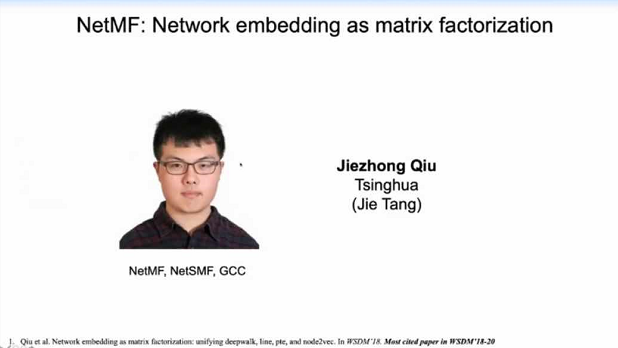 NetMF: Network embedding as matrix factorization
Jiezhong Qiu
Tsinghua
(Jie Tang)
NetMF, NetSMF, GCC
1. Qiu et al. Network embedding as matrix factorization: unifying deepwalk, line, pte, and node2vec. In WSDM'18. Most cited paper in WSDM'18-20